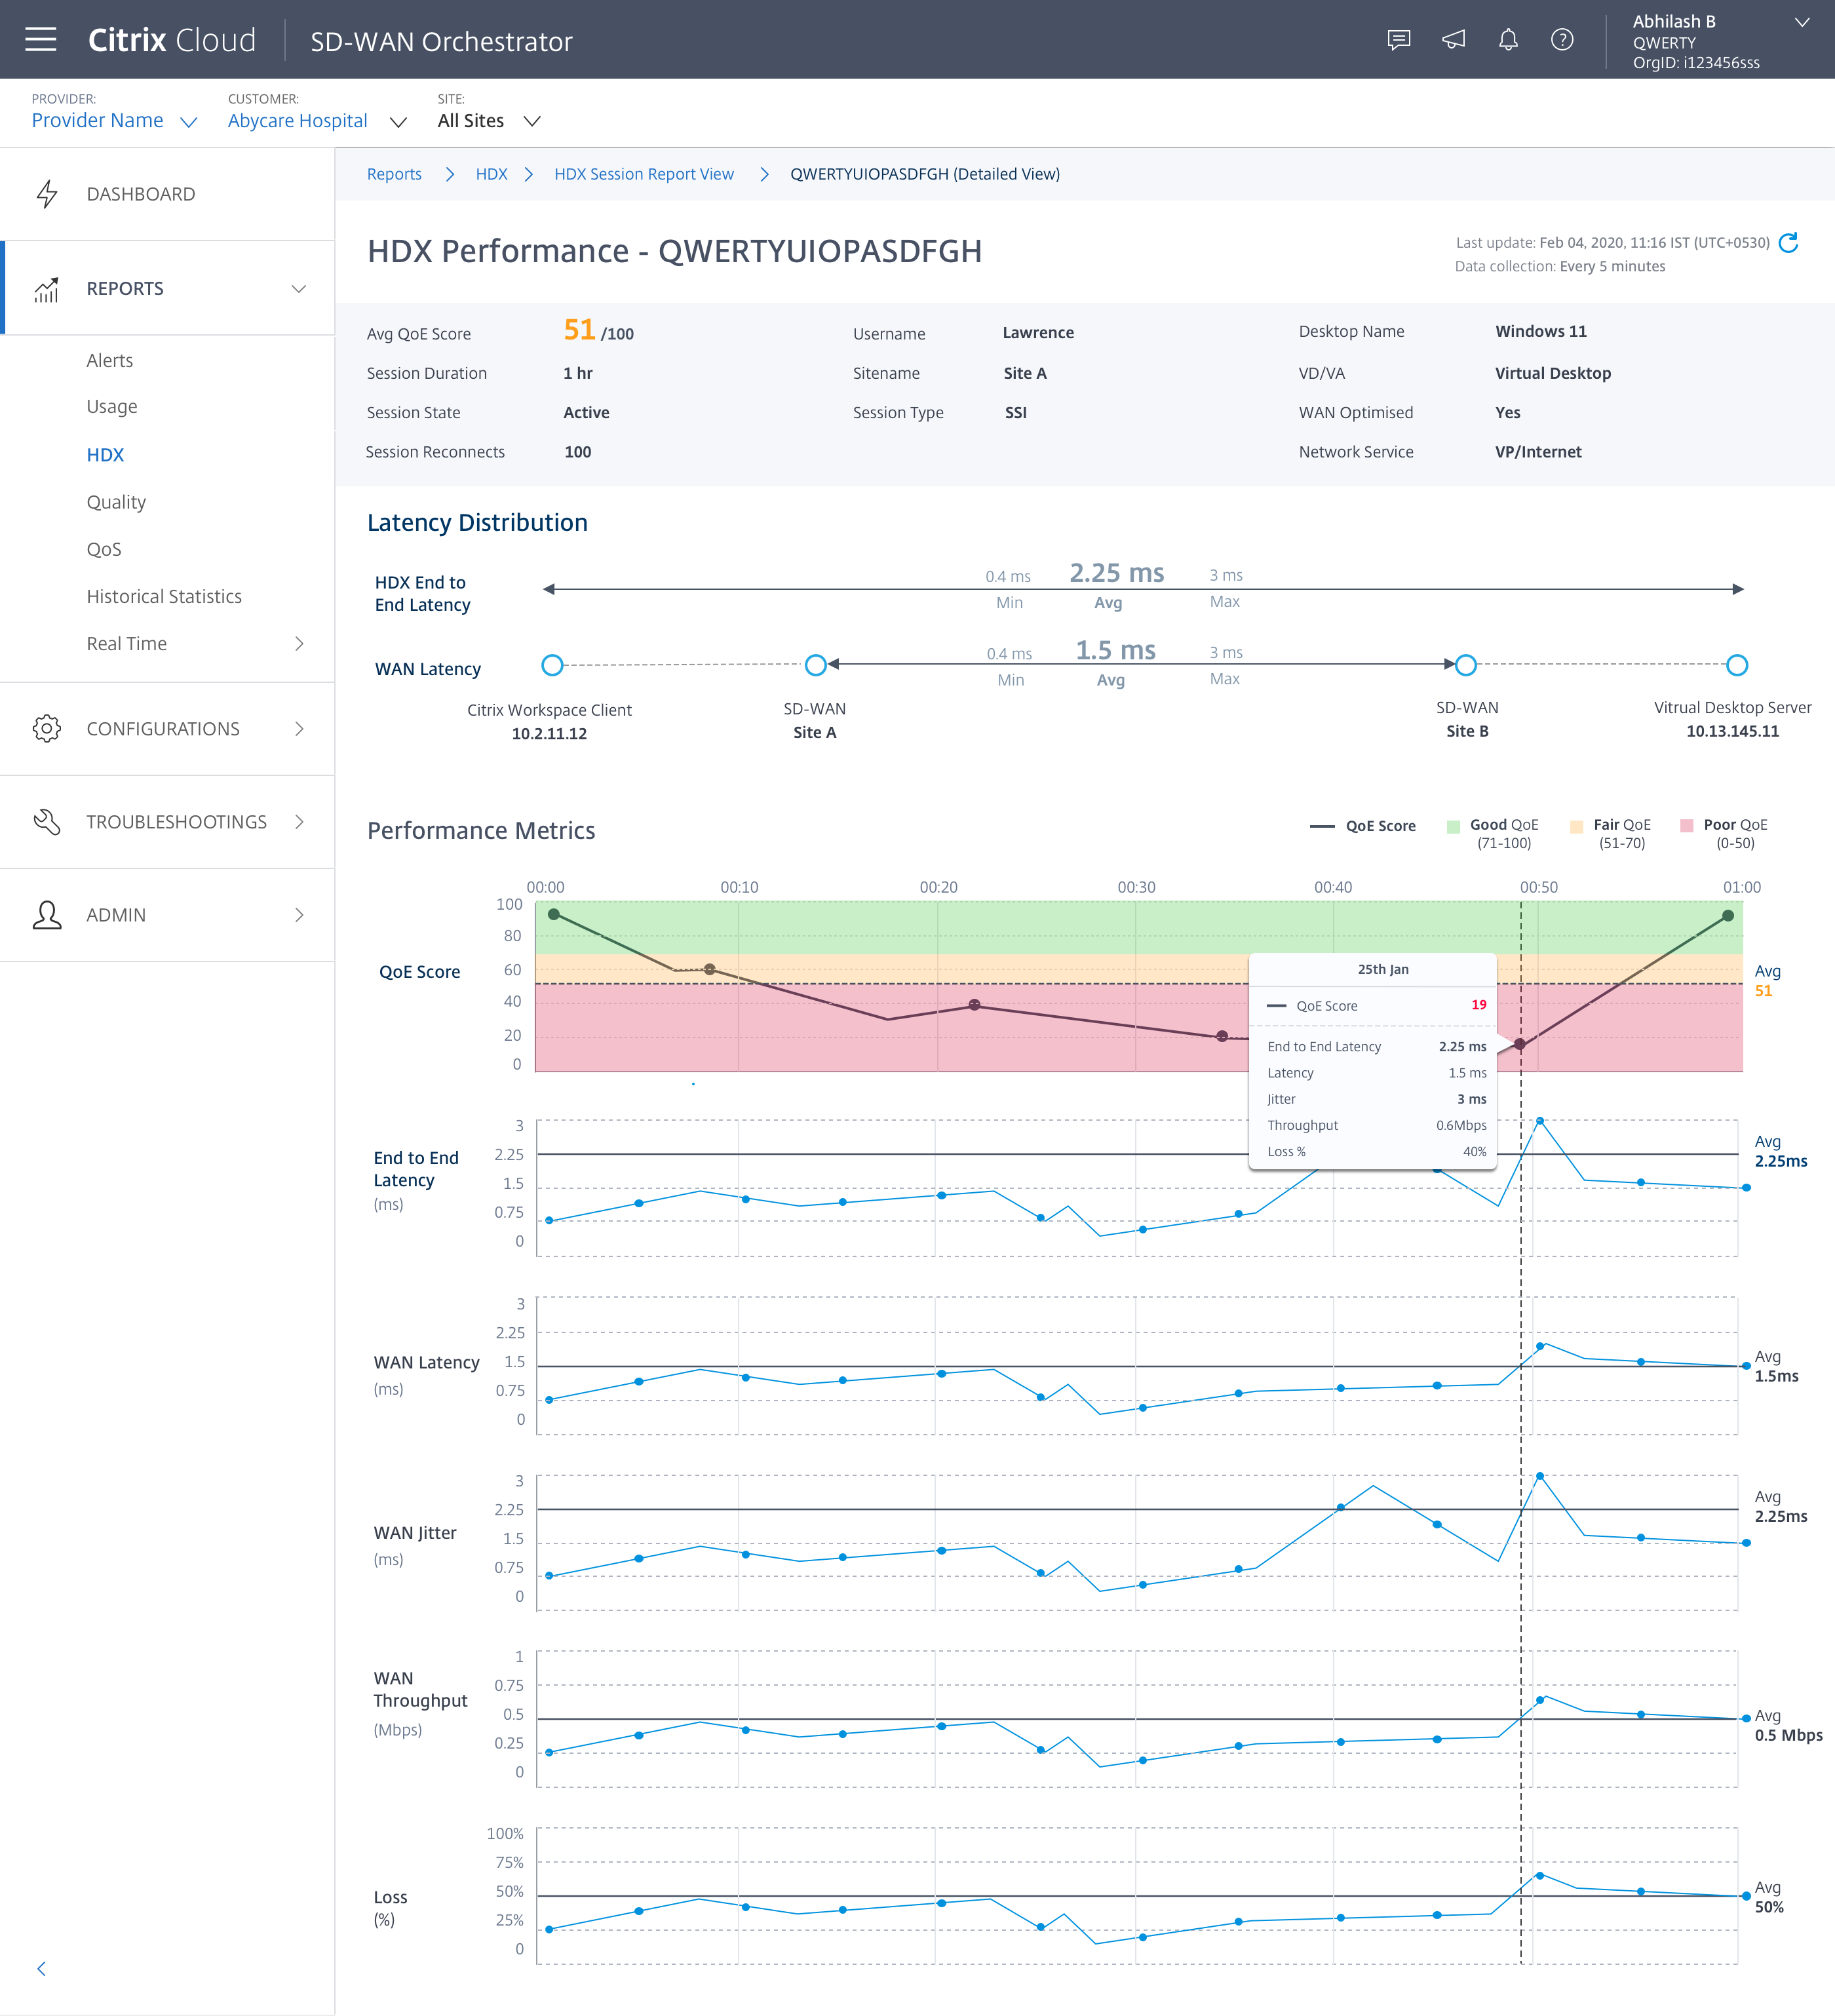 Citrix Cloud
SD-WAN Orchestrator
Abhilash B
QWERTY
OrgID: i123456sss
PROVIDER:
Provider Name
CUSTOMER:
Abycare Hospital
SITE:
All Sites
DASHBOARD
REPORTS
Alerts
Usage
HDX
Quality
QoS
Historical Statistics
Real Time
CONFIGURATIONS
TROUBLESHOOTINGS
ADMIN
Reports HDX HDX Session Report View QWERTYUIOPASDFGH (Detailed View)
HDX Performance - QWERTYUIOPASDFGH
Last update: Feb 04, 2020, 11:16 IST (UTC+0530)
Data collection: Every 5 minutes
Avg QoE Score 51 /100 Username Lawrence Desktop Name Windows 11
Session Duration 1 hr Sitename Site A VD/VA Virtual Desktop
Session State Active Session Type SSI WAN Optimised Yes
Session Reconnects 100 Network Service VP/Internet
Latency Distribution
HDX End to
End Latency
0.4 ms 2.25 ms 3 ms
Min Avg Max
WAN Latency
0.4 ms 1.5 ms 3 ms
Min Avg Max
Citrix Workspace Client
10.2.11.12
SD-WAN
Site A
SD-WAN
Site B
Vitrual Desktop Server
10.13.145.11
Performance Metrics
QoE Score
Good QoE
(71-100)
Fair QoE
(51-70)
Poor QoE
(0-50)
00:00 00:10 00:20 00:30 00:40 00:50 01:00
QoE Score
100
80
60
40
20
0
Avg
51
25th Jan
QoE Score 19
End to End Latency 2.25 ms
Latency 1.5 ms
Jitter 3 ms
Throughput 0.6Mbps
Loss % 40%
End to End
Latency
(ms)
3
2.25
1.5
0.75
0
Avg
2.25ms
WAN Latency
(ms)
3
2.25
1.5
0.75
0
Avg
1.5ms
WAN Jitter
(ms)
3
2.25
1.5
0.75
0
Avg
2.25ms
WAN
Throughput
(Mbps)
1
0.75
0.5
0.25
0
Avg
0.5 Mbps
Loss
(%)
100%
75%
50%
25%
0
Avg
50%